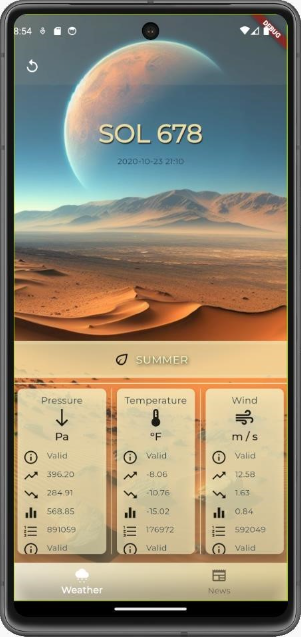 8:54
DEBUG
SOL 678
2020-10-23 21:10
SUMMER
Pressure
Pa
Valid
396.20
284.91
568.85
891059
Valid
Temperature
°F
Valid
-8.06
-10.76
-15.02
176972
Valid
Wind
m / s
Valid
12.58
1.63
0.84
592049
Valid
Weather
News